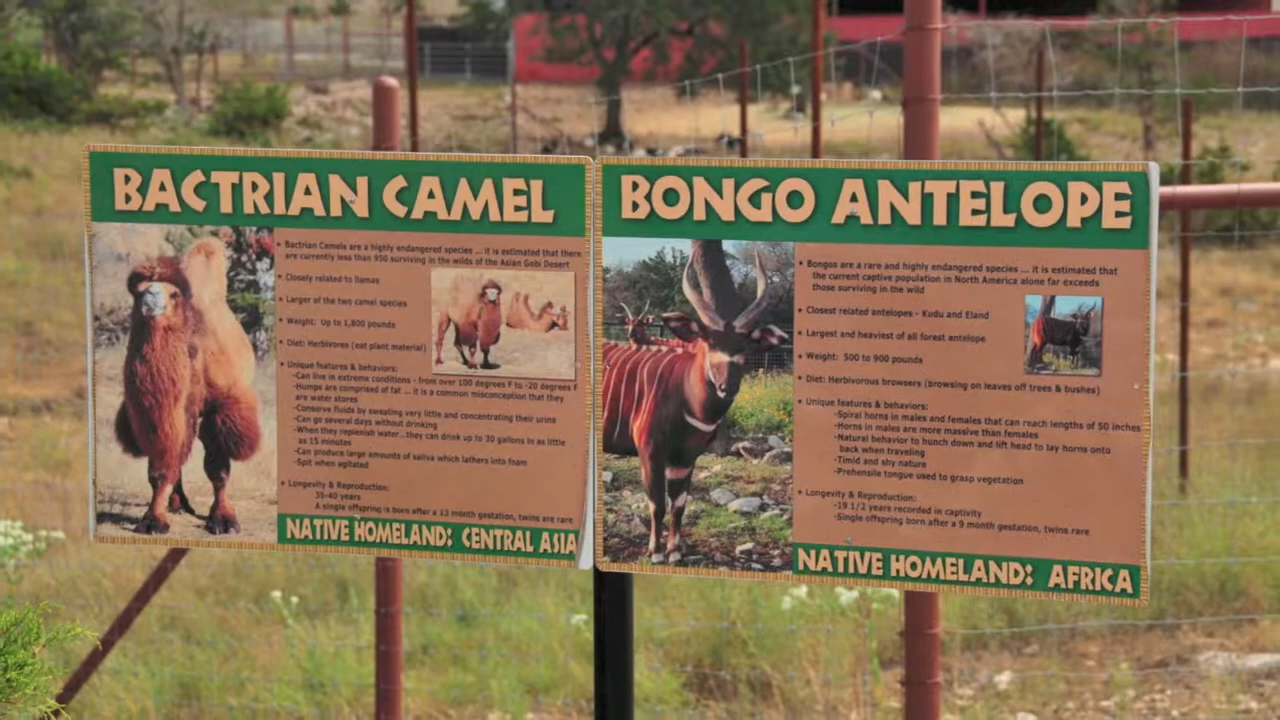 BACTRIAN CAMEL
• Bactrian Camels are a highly endangered species ... it is estimated that there
are currently less than 950 surviving in the wilds of the Asian Gobi Desert
• Closely related to llamas
• Larger of the two camel species
• Weight: Up to 1,800 pounds
• Diet: Herbivores (eat plant material)
• Unique features & behaviors:
-Can live in extreme conditions - from over 100 degrees F to -20 degrees F
-Humps are comprised of fat ... it is a common misconception that they
are water stores
-Conserve fluids by sweating very little and concentrating their urine
-Can go several days without drinking
-When they replenish water...they can drink up to 30 gallons in as little
as 15 minutes
-Can produce large amounts of saliva which lathers into foam
-Spit when agitated
• Longevity & Reproduction:
35-40 years
A single offspring is born after a 13 month gestation, twins are rare
NATIVE HOMELAND: CENTRAL ASIA
BONGO ANTELOPE
• Bongos are a rare and highly endangered species ... it is estimated that
the current captive population in North America alone far exceeds
those surviving in the wild
• Closest related antelopes - Kudu and Eland
• Largest and heaviest of all forest antelope
• Weight: 500 to 900 pounds
• Diet: Herbivorous browsers (browsing on leaves off trees & bushes)
• Unique features & behaviors:
-Spiral horns in males and females that can reach lengths of 50 inches
-Horns in males are more massive than females
-Natural behavior to hunch down and lift head to lay horns onto
back when traveling
-Timid and shy nature
-Prehensile tongue used to grasp vegetation
• Longevity & Reproduction:
-19 1/2 years recorded in captivity
-Single offspring born after a 9 month gestation, twins rare
NATIVE HOMELAND: AFRICA